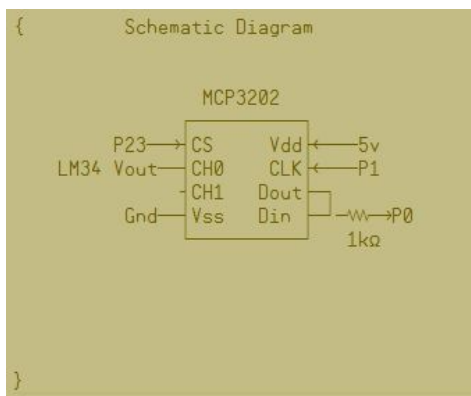 { Schematic Diagram
MCP3202
P23 CS Vdd 5v
LM34 Vout CH0 CLK P1
CH1 Dout
Gnd Vss Din P0
1kΩ
}